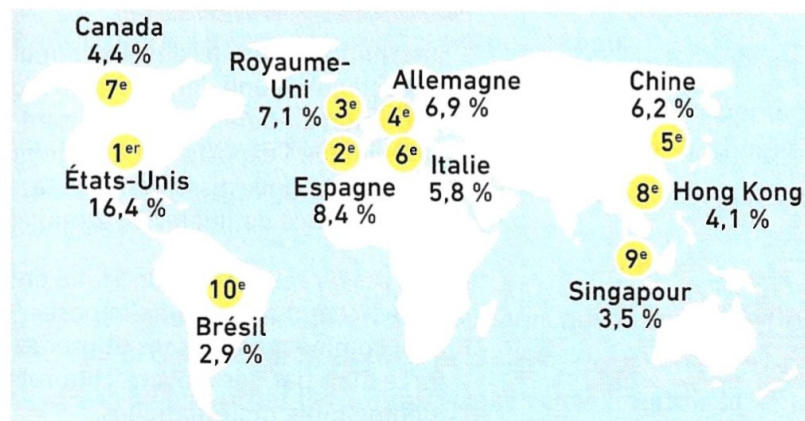 Canada
4,4 %
7e
1er
États-Unis
16,4 %
Royaume-
Uni
7,1 %
3e
2e
Espagne
8,4 %
Allemagne
6,9 %
4e
6e
Italie
5,8 %
Chine
6,2 %
5e
8e Hong Kong
4,1 %
9e
Singapour
3,5 %
10e
Brésil
2,9 %